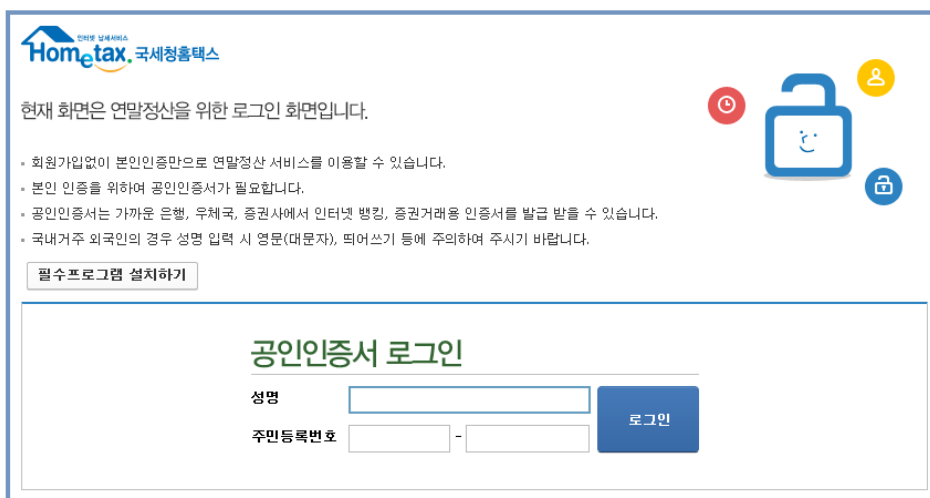 인터넷 납세서비스
Hometax. 국세청홈택스
현재 화면은 연말정산을 위한 로그인 화면입니다.
회원가입없이 본인인증만으로 연말정산 서비스를 이용할 수 있습니다.
본인 인증을 위하여 공인인증서가 필요합니다.
공인인증서는 가까운 은행, 우체국, 증권사에서 인터넷 뱅킹, 증권거래용 인증서를 발급 받을 수 있습니다.
국내거주 외국인의 경우 성명 입력 시 영문(대문자), 띄어쓰기 등에 주의하여 주시기 바랍니다.
필수프로그램 설치하기
공인인증서 로그인
성명
로그인
주민등록번호 -